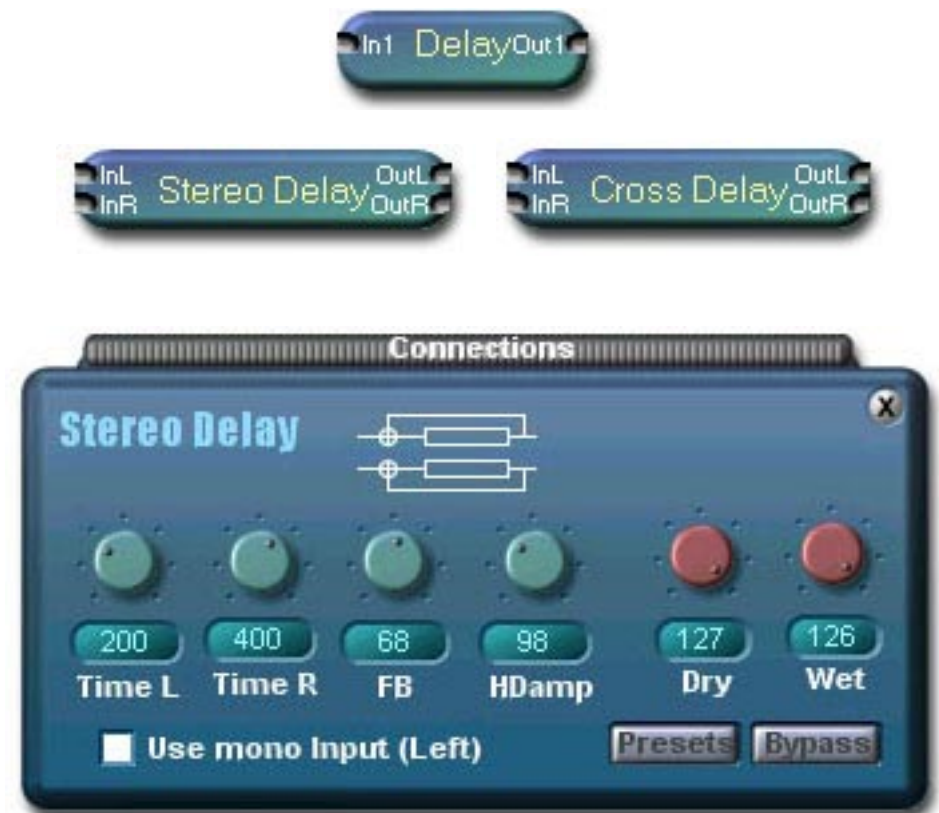 In1 Delay Out1
InL Stereo Delay OutL
InR OutR
InL Cross Delay OutL
InR OutR
Connections
X
Stereo Delay
200 400 68 98 127 126
Time L Time R FB HDamp Dry Wet
Use mono Input (Left) Presets Bypass